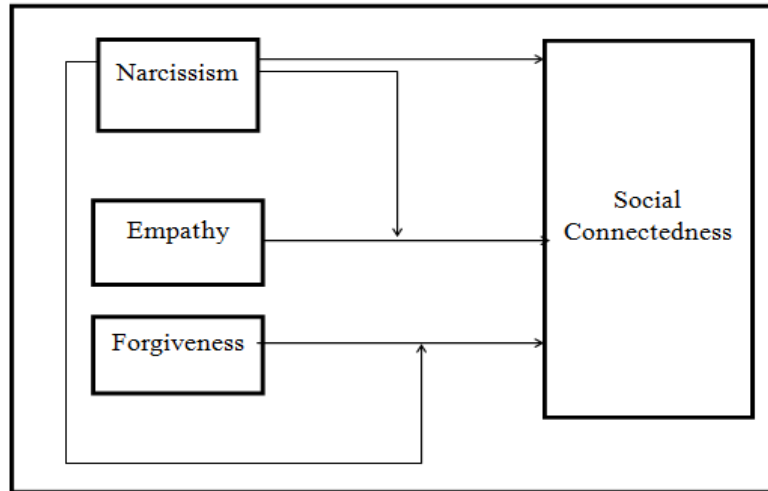 Narcissism
Empathy
Forgiveness
Social
Connectedness